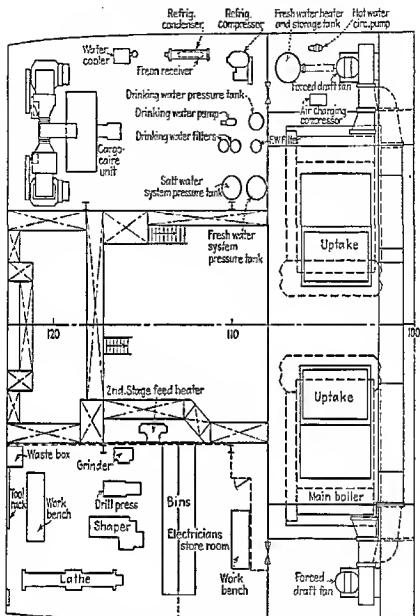 Refrig.
condenser
Refrig.
compressor
Fresh water heater
and storage tank
Hot water
circ. pump
Water
cooler
Freon receiver
Forced draft fan
Air charging
compressor
Drinking water pressure tank
Drinking water pump
Drinking water filters
F.W. filter
Cargo-
caire
unit
Salt water
system pressure tank
Fresh water
system
pressure tank
Uptake
120
110
100
2nd. Stage feed heater
Uptake
Waste box
Grinder
Tool
rack
Work
bench
Drill press
Shaper
Bins
Electricians
store room
Main boiler
Lathe
Work
bench
Forced
draft fan